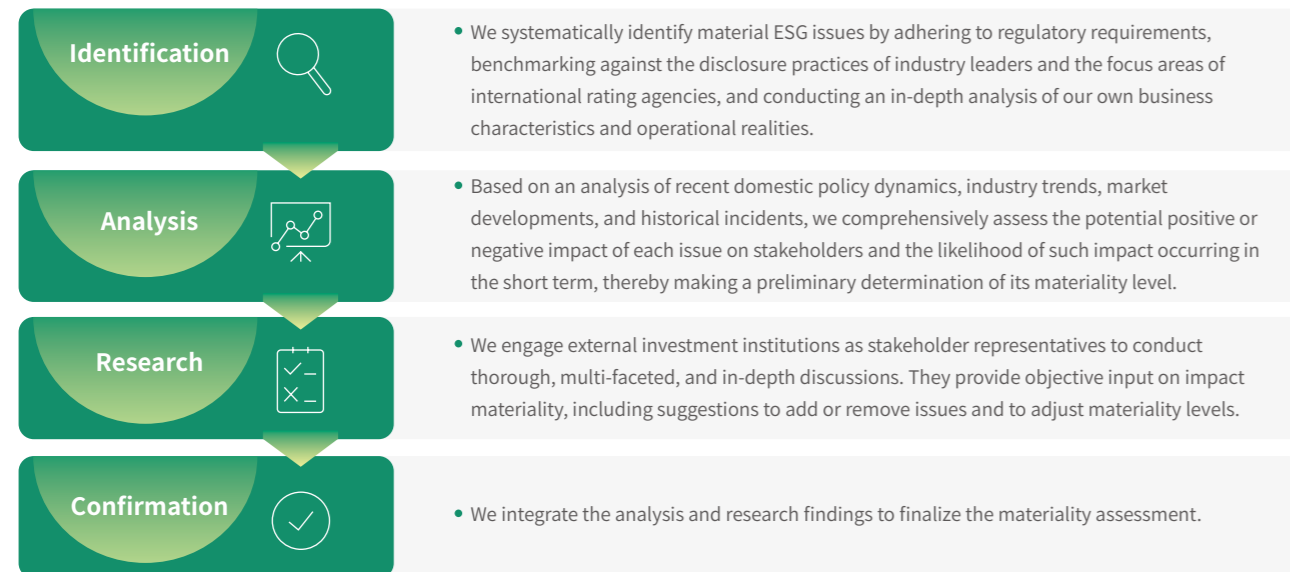 Identification
• We systematically identify material ESG issues by adhering to regulatory requirements,
benchmarking against the disclosure practices of industry leaders and the focus areas of
international rating agencies, and conducting an in-depth analysis of our own business
characteristics and operational realities.
Analysis
• Based on an analysis of recent domestic policy dynamics, industry trends, market
developments, and historical incidents, we comprehensively assess the potential positive or
negative impact of each issue on stakeholders and the likelihood of such impact occurring in
the short term, thereby making a preliminary determination of its materiality level.
Research
• We engage external investment institutions as stakeholder representatives to conduct
thorough, multi-faceted, and in-depth discussions. They provide objective input on impact
materiality, including suggestions to add or remove issues and to adjust materiality levels.
Confirmation
• We integrate the analysis and research findings to finalize the materiality assessment.